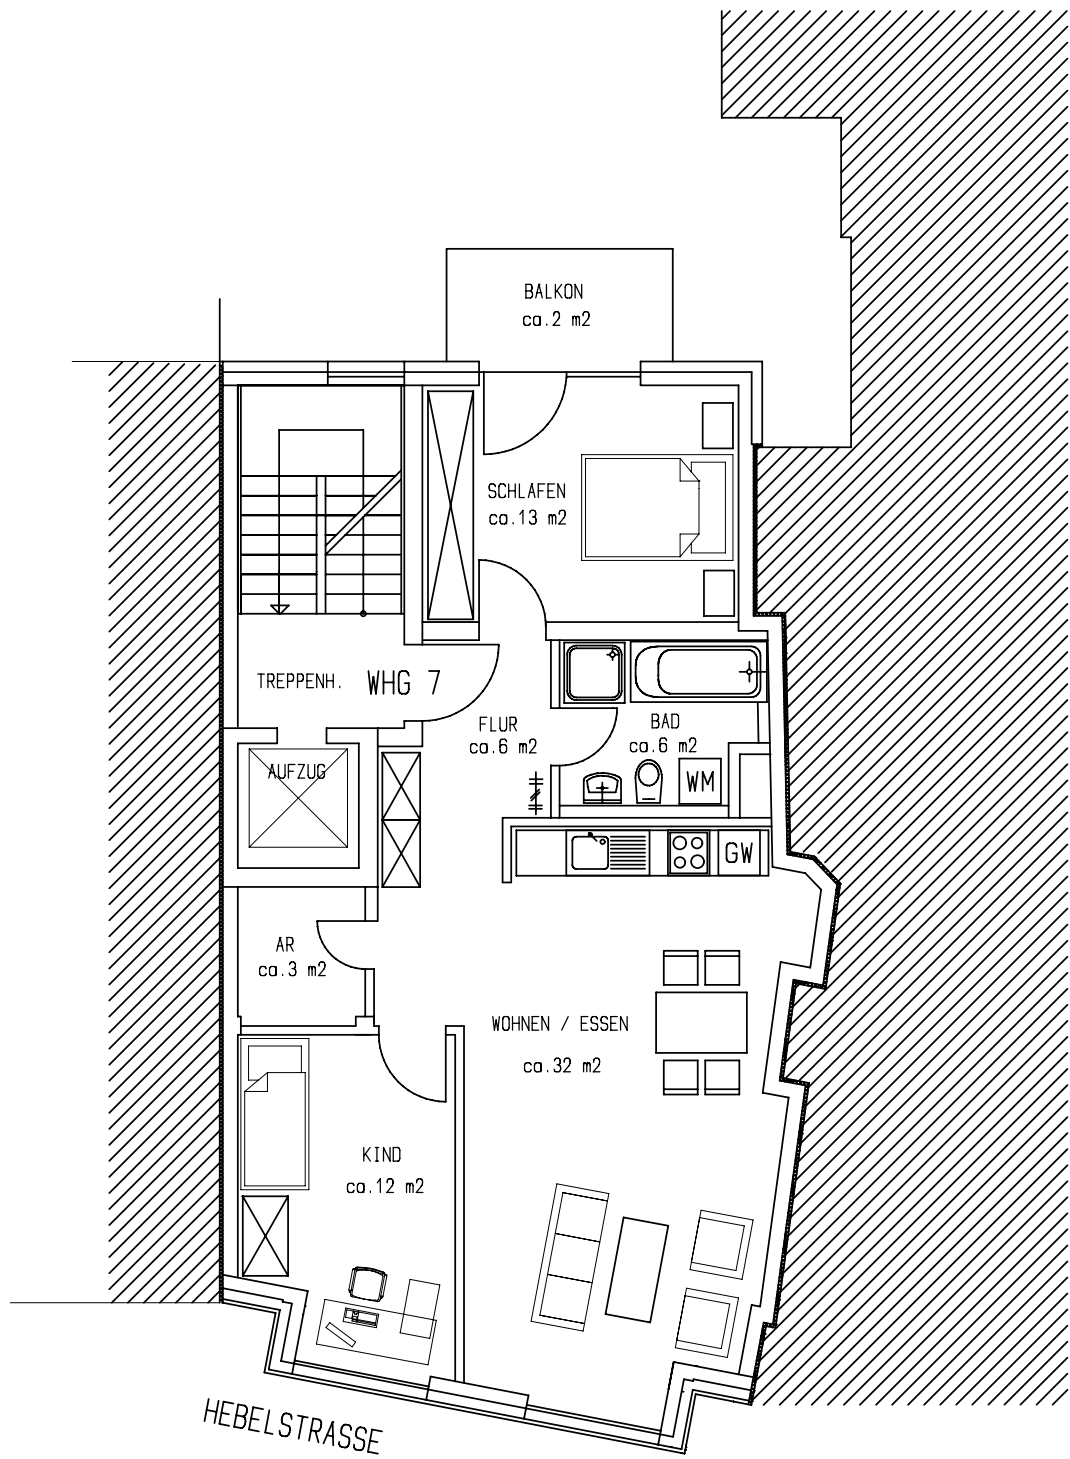 BALKON
ca.2 m2
SCHLAFEN
ca.13 m2
TREPPENH.
WHG 7
FLUR
ca.6 m2
BAD
ca.6 m2
AUFZUG
WM
GW
AR
ca.3 m2
WOHNEN / ESSEN
ca.32 m2
KIND
ca.12 m2
HEBELSTRASSE